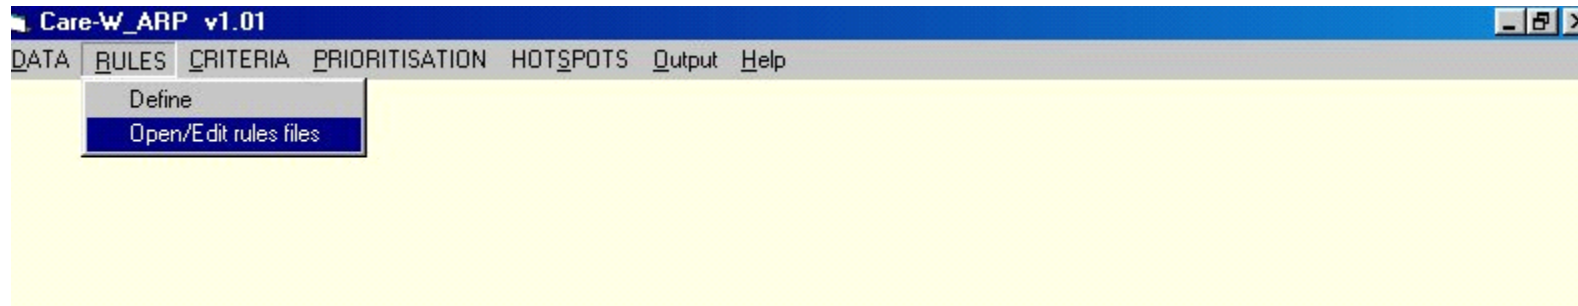 Care-W_ARP v1.01
DATA RULES CRITERIA PRIORITISATION HOTSPOTS Output Help
Define
Open/Edit rules files